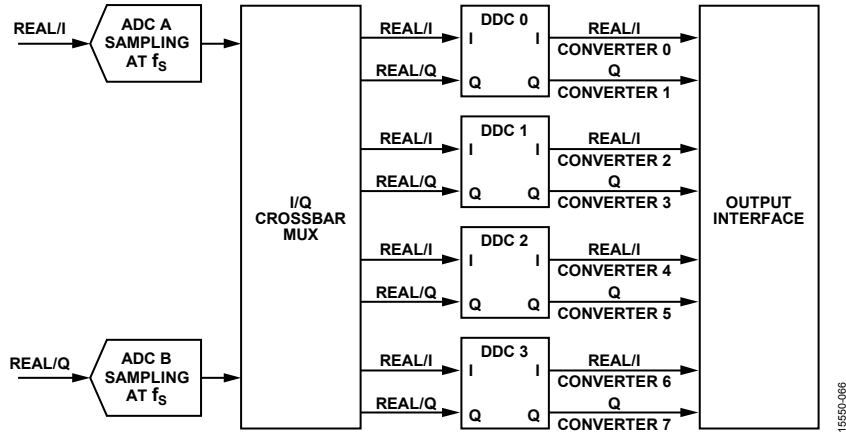 REAL/I
ADC A
SAMPLING
AT fS
REAL/Q
ADC B
SAMPLING
AT fS
I/Q
CROSSBAR
MUX
REAL/I
REAL/Q
DDC 0
I I
Q Q
REAL/I
CONVERTER 0
Q
CONVERTER 1
REAL/I
REAL/Q
DDC 1
I I
Q Q
REAL/I
CONVERTER 2
Q
CONVERTER 3
REAL/I
REAL/Q
DDC 2
I I
Q Q
REAL/I
CONVERTER 4
Q
CONVERTER 5
REAL/I
REAL/Q
DDC 3
I I
Q Q
REAL/I
CONVERTER 6
Q
CONVERTER 7
OUTPUT
INTERFACE
15550-066